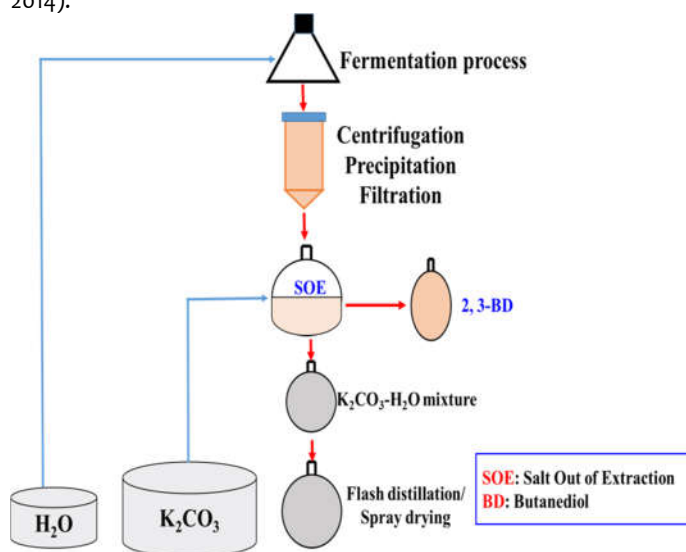 2014).
Fermentation process
Centrifugation
Precipitation
Filtration
SOE
2, 3-BD
K₂CO₃-H₂O mixture
Flash distillation/
Spray drying
H₂O
K₂CO₃
SOE: Salt Out of Extraction
BD: Butanediol